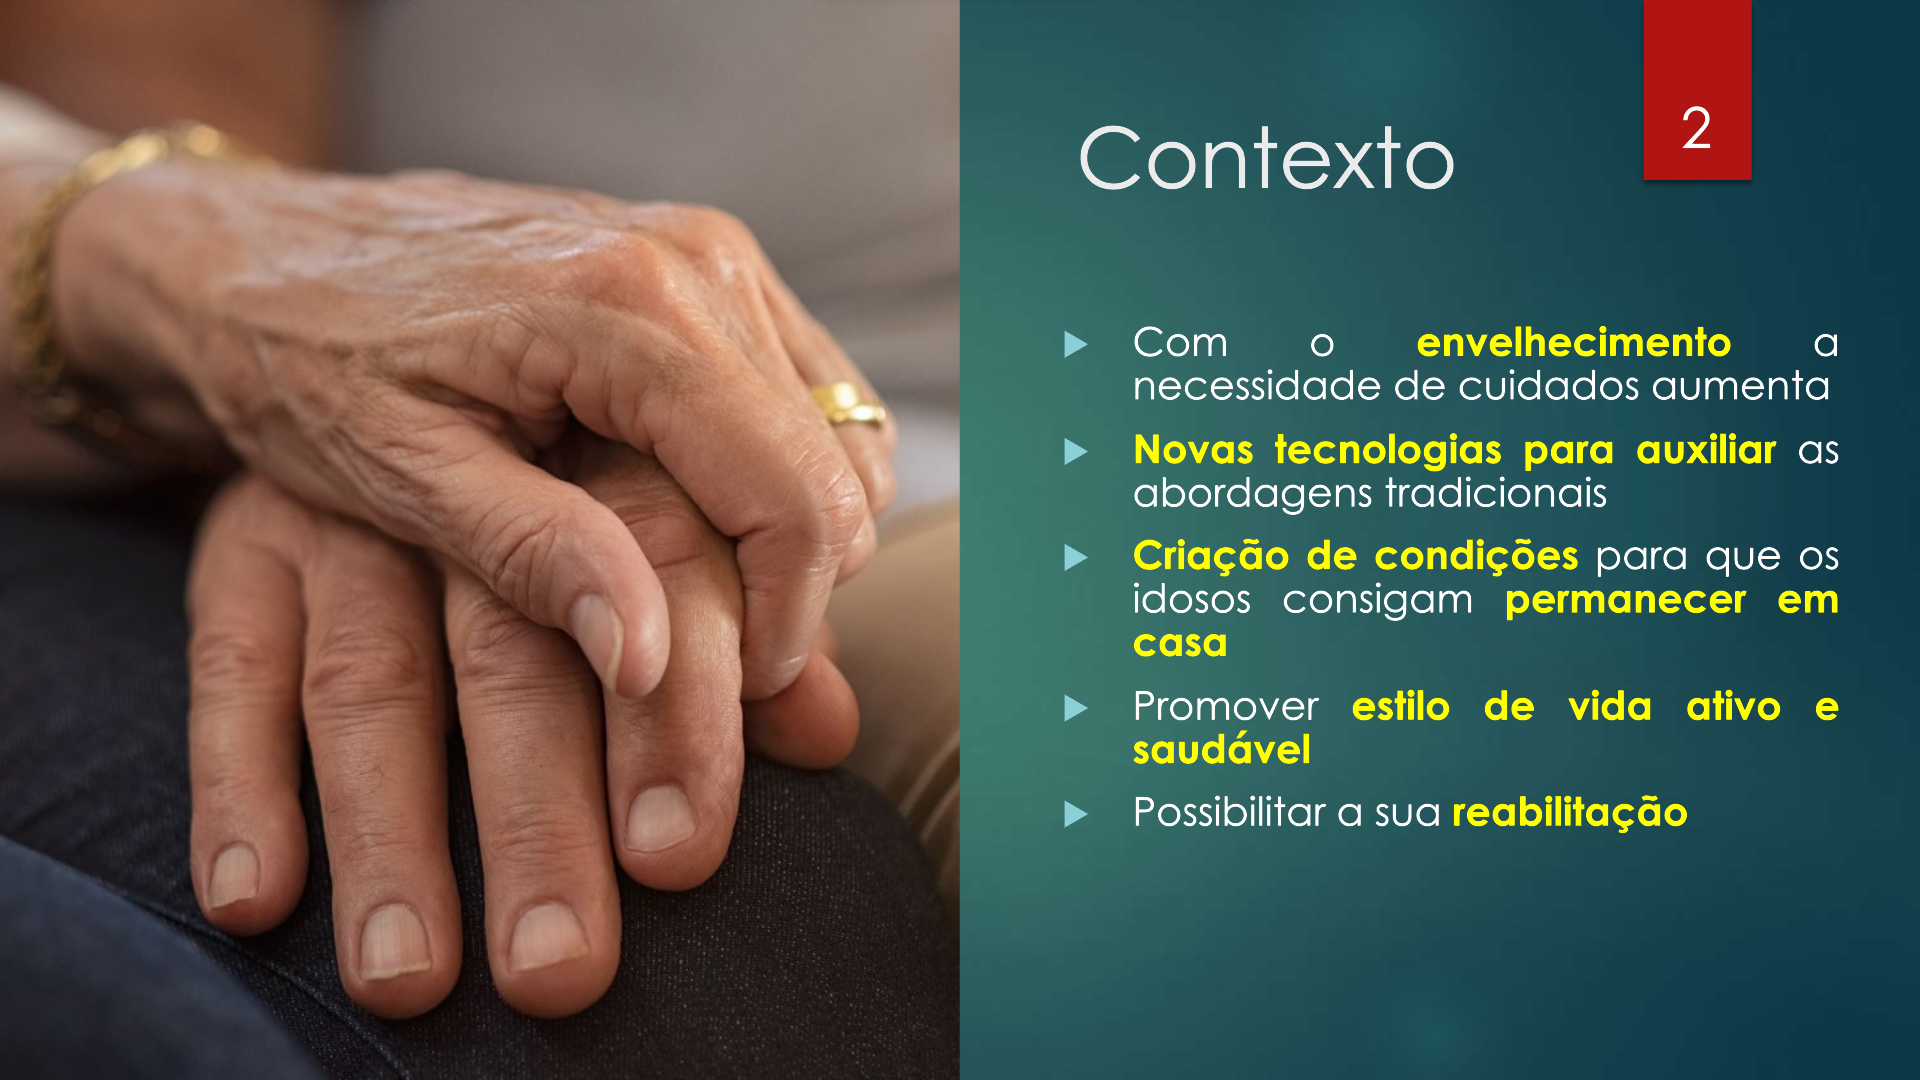 2
Contexto
Com o envelhecimento a
necessidade de cuidados aumenta
Novas tecnologias para auxiliar as
abordagens tradicionais
Criação de condições para que os
idosos consigam permanecer em
casa
Promover estilo de vida ativo e
saudável
Possibilitar a sua reabilitação